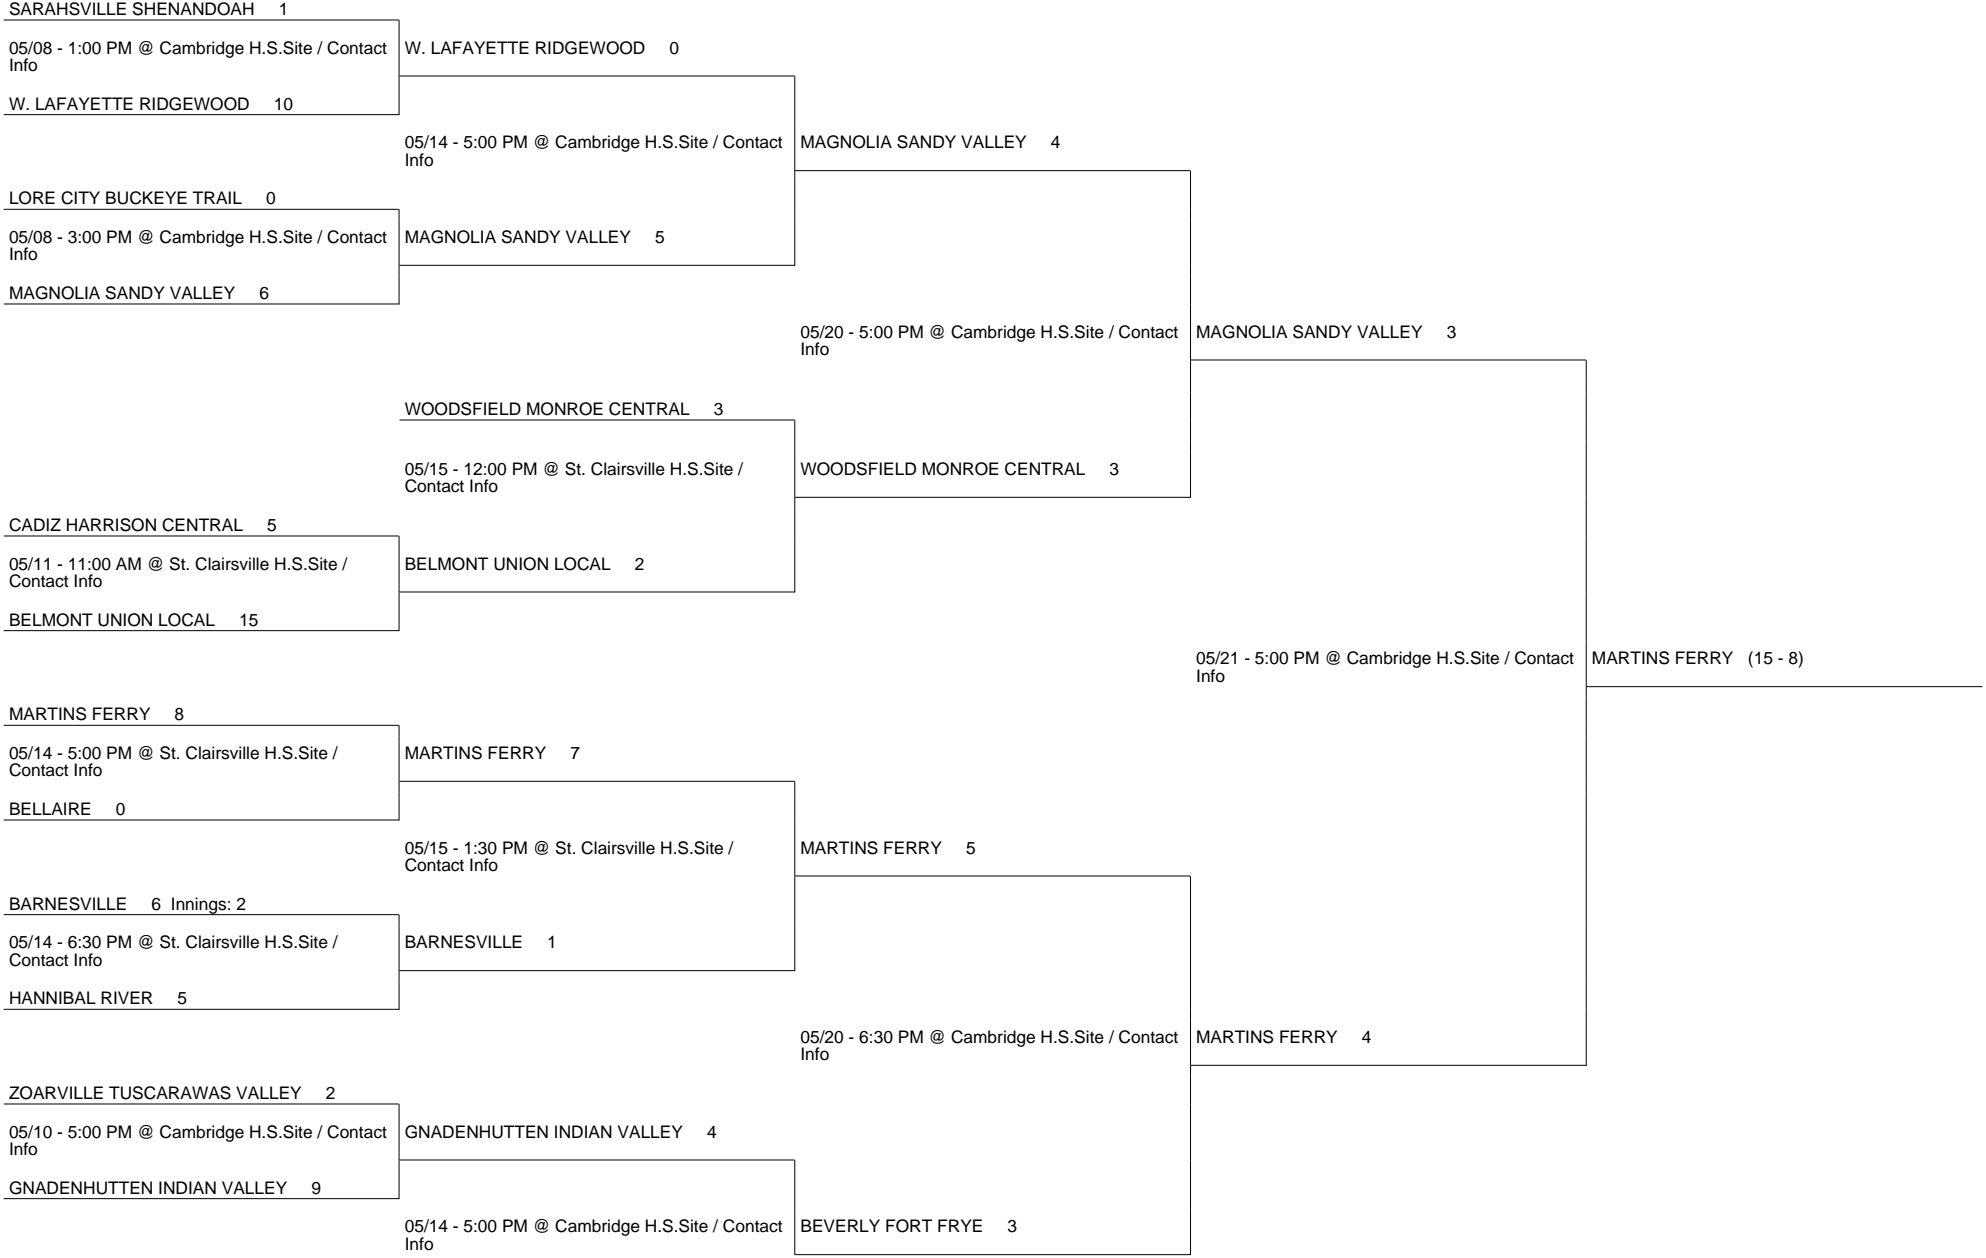 SARAHSVILLE SHENANDOAH 1
05/08 - 1:00 PM @ Cambridge H.S.Site / Contact
Info
W. LAFAYETTE RIDGEWOOD 0
W. LAFAYETTE RIDGEWOOD 10
05/14 - 5:00 PM @ Cambridge H.S.Site / Contact
Info
MAGNOLIA SANDY VALLEY 4
LORE CITY BUCKEYE TRAIL 0
05/08 - 3:00 PM @ Cambridge H.S.Site / Contact
Info
MAGNOLIA SANDY VALLEY 5
MAGNOLIA SANDY VALLEY 6
05/20 - 5:00 PM @ Cambridge H.S.Site / Contact
Info
MAGNOLIA SANDY VALLEY 3
WOODSFIELD MONROE CENTRAL 3
05/15 - 12:00 PM @ St. Clairsville H.S.Site /
Contact Info
WOODSFIELD MONROE CENTRAL 3
CADIZ HARRISON CENTRAL 5
05/11 - 11:00 AM @ St. Clairsville H.S.Site /
Contact Info
BELMONT UNION LOCAL 2
BELMONT UNION LOCAL 15
05/21 - 5:00 PM @ Cambridge H.S.Site / Contact
Info
MARTINS FERRY (15 - 8)
MARTINS FERRY 8
05/14 - 5:00 PM @ St. Clairsville H.S.Site /
Contact Info
MARTINS FERRY 7
BELLAIRE 0
05/15 - 1:30 PM @ St. Clairsville H.S.Site /
Contact Info
MARTINS FERRY 5
BARNESVILLE 6 Innings: 2
05/14 - 6:30 PM @ St. Clairsville H.S.Site /
Contact Info
BARNESVILLE 1
HANNIBAL RIVER 5
05/20 - 6:30 PM @ Cambridge H.S.Site / Contact
Info
MARTINS FERRY 4
ZOARVILLE TUSCARAWAS VALLEY 2
05/10 - 5:00 PM @ Cambridge H.S.Site / Contact
Info
GNADENHUTTEN INDIAN VALLEY 4
GNADENHUTTEN INDIAN VALLEY 9
05/14 - 5:00 PM @ Cambridge H.S.Site / Contact
Info
BEVERLY FORT FRYE 3